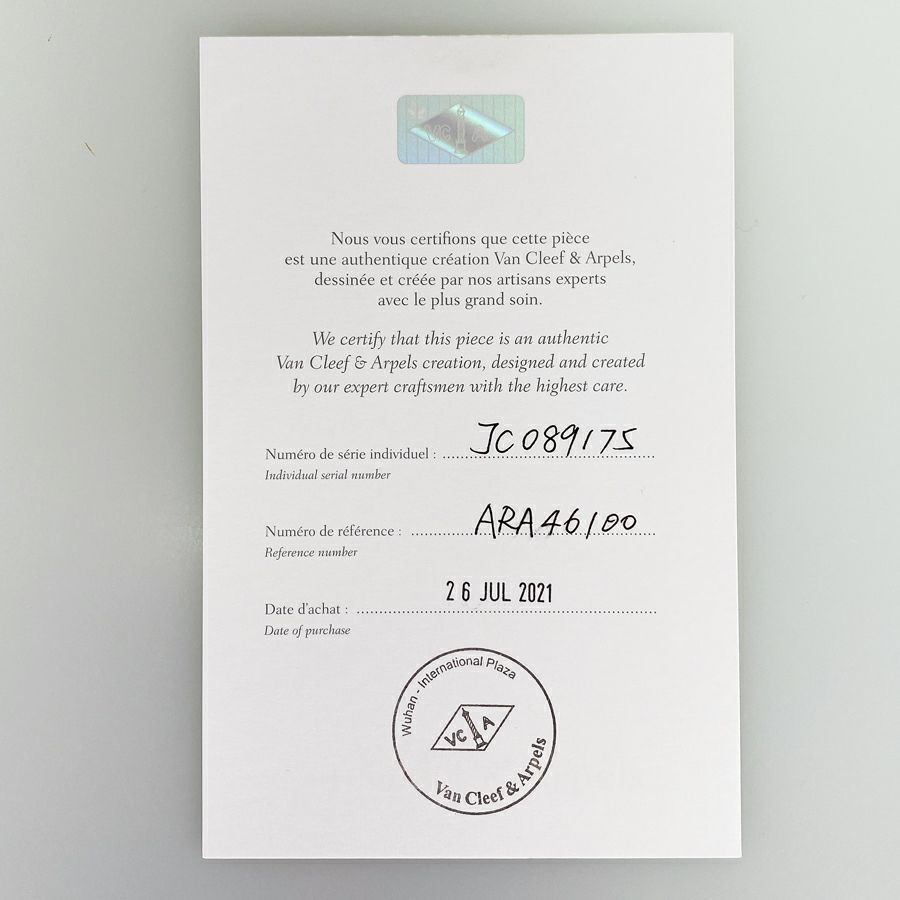 VC A
Nous vous certifions que cette pièce
est une authentique création Van Cleef & Arpels,
dessinée et créée par nos artisans experts
avec le plus grand soin.
We certify that this piece is an authentic
Van Cleef & Arpels creation, designed and created
by our expert craftsmen with the highest care.
Numéro de série individuel : JC089175
Individual serial number
Numéro de référence : ARA46100
Reference number
Date d'achat : 26 JUL 2021
Date of purchase
Wuhan - International Plaza
VC A
Van Cleef & Arpels